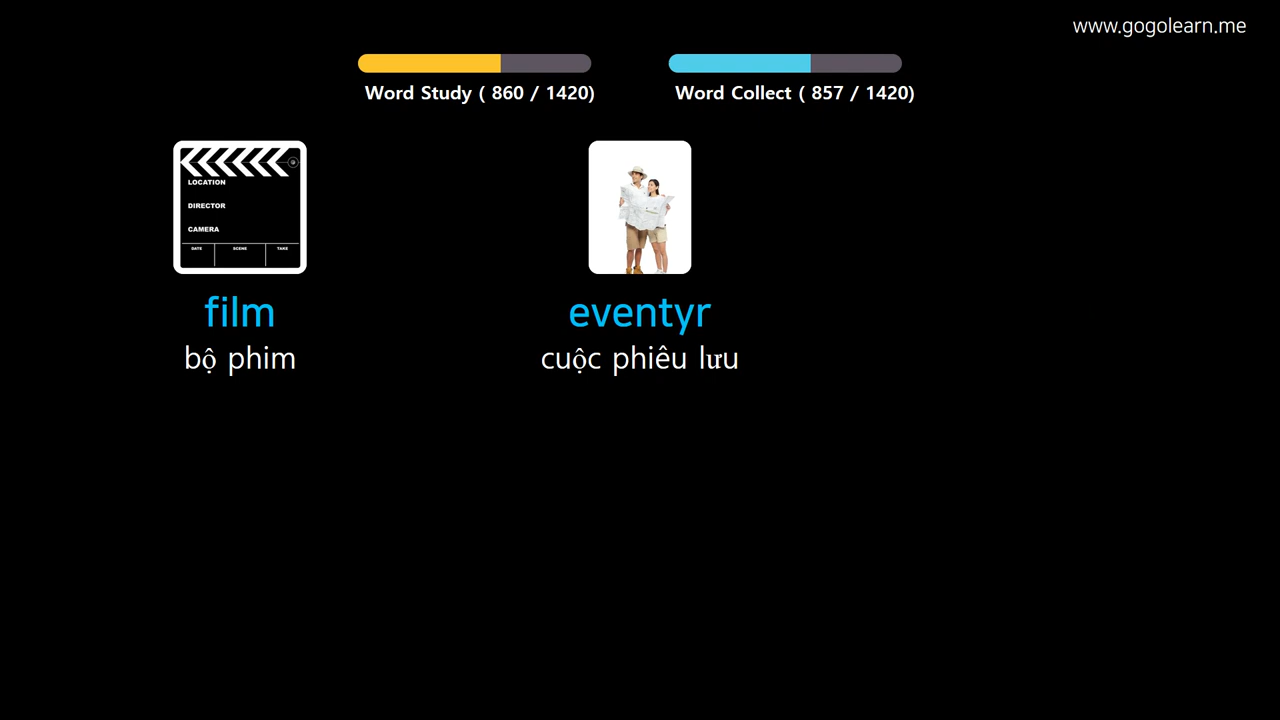 www.gogolearn.me
Word Study ( 860 / 1420)
Word Collect ( 857 / 1420)
LOCATION
DIRECTOR
CAMERA
DATE SCENE TAKE
film
bộ phim
eventyr
cuộc phiêu lưu